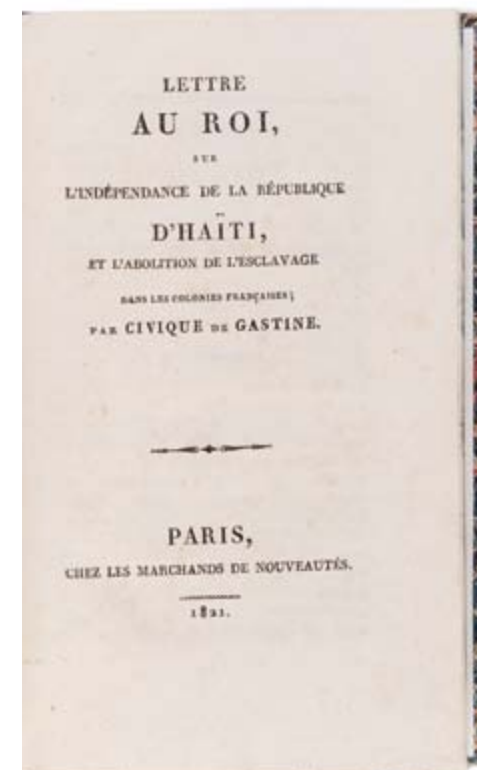 LETTRE
AU ROI,
SUR
L'INDÉPENDANCE DE LA RÉPUBLIQUE
D'HAÏTI,
ET L'ABOLITION DE L'ESCLAVAGE
DANS LES COLONIES FRANÇAISES;
PAR CIVIQUE DE GASTINE.
PARIS,
CHEZ LES MARCHANDS DE NOUVEAUTÉS.
1821.